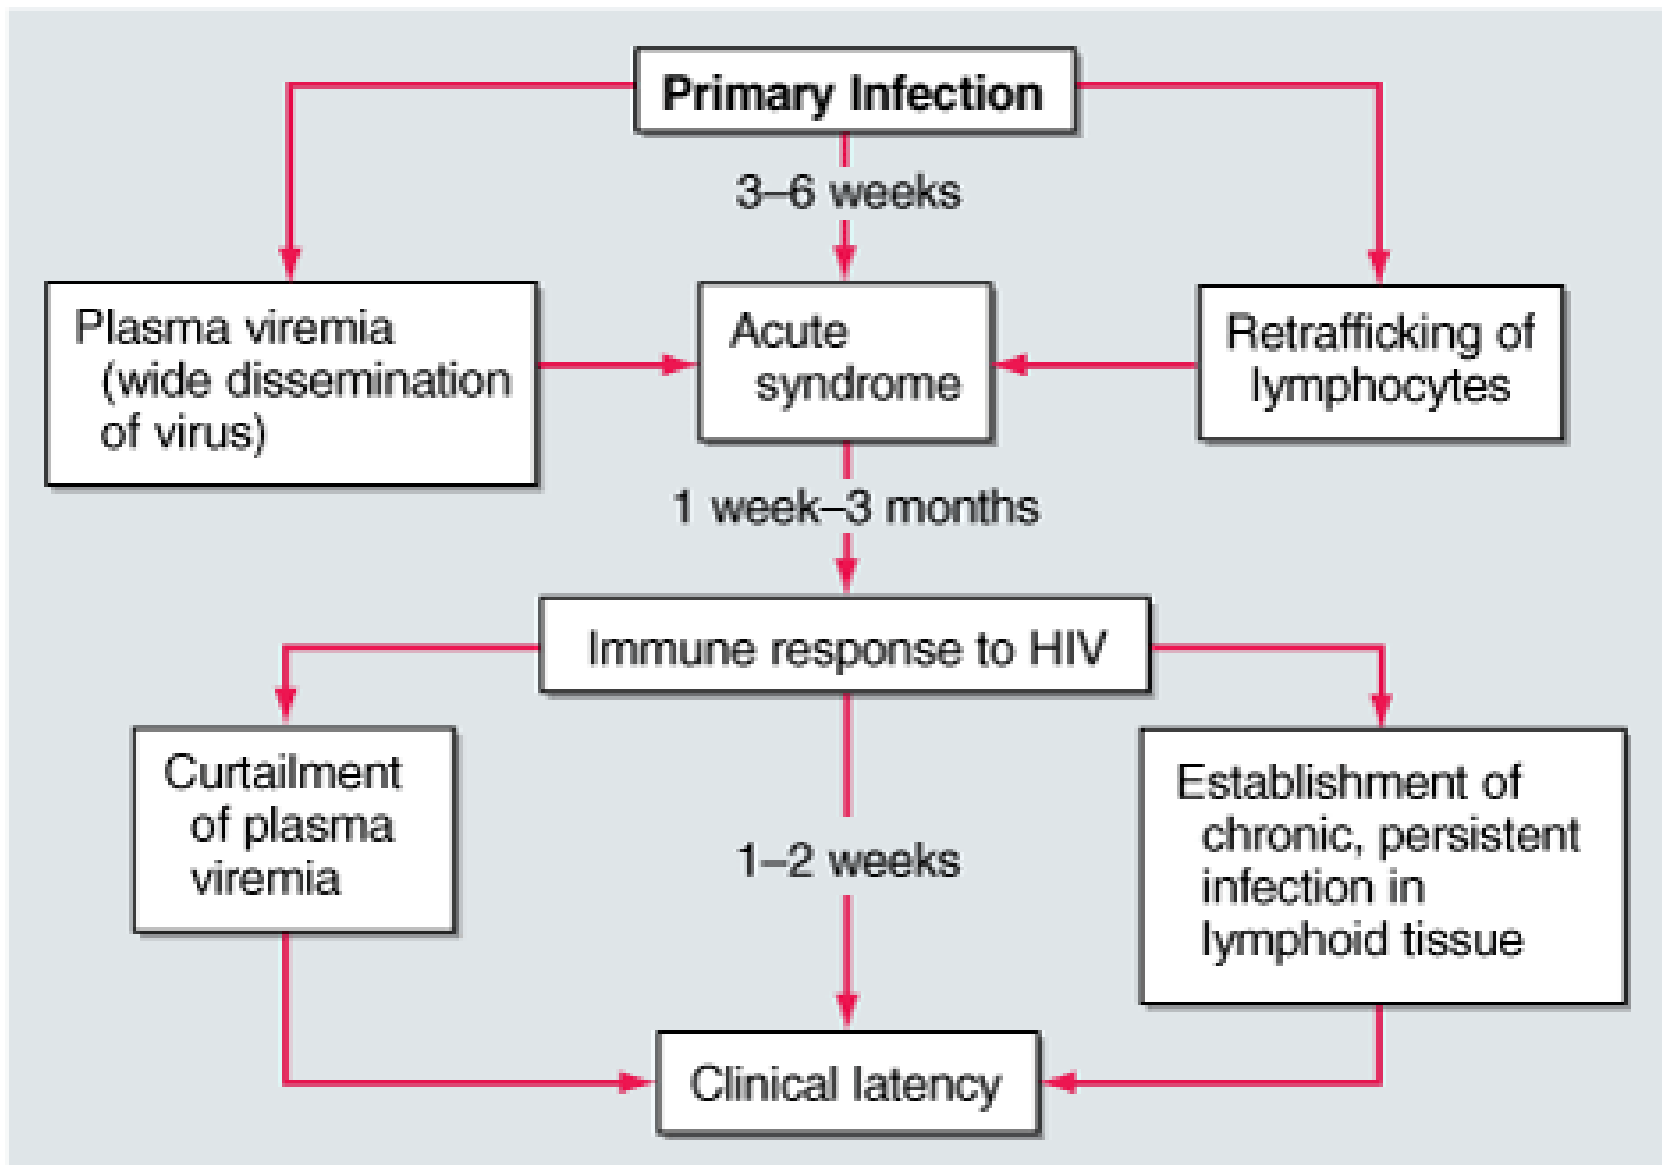 Primary Infection
3–6 weeks
Plasma viremia
(wide dissemination
of virus)
Acute
syndrome
Retrafficking of
lymphocytes
1 week–3 months
Immune response to HIV
Curtailment
of plasma
viremia
1–2 weeks
Establishment of
chronic, persistent
infection in
lymphoid tissue
Clinical latency